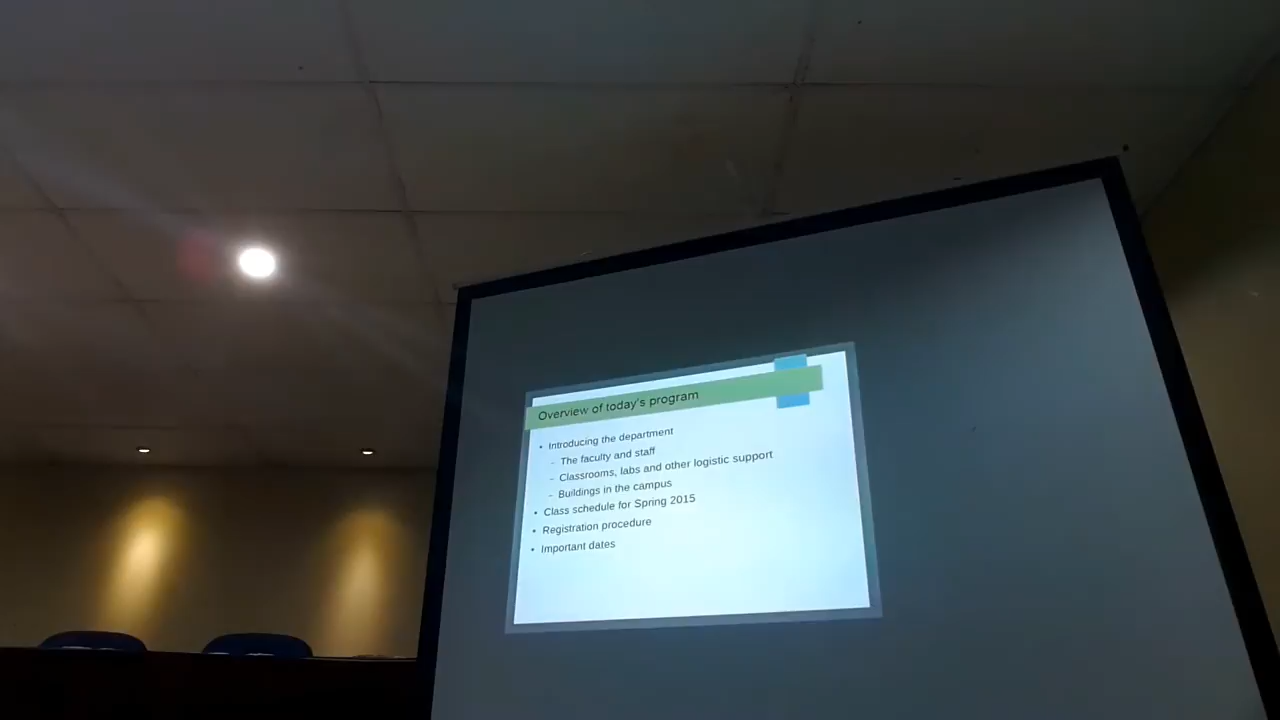 Overview of today's program
• Introducing the department
– The faculty and staff
– Classrooms, labs and other logistic support
– Buildings in the campus
• Class schedule for Spring 2015
• Registration procedure
• Important dates